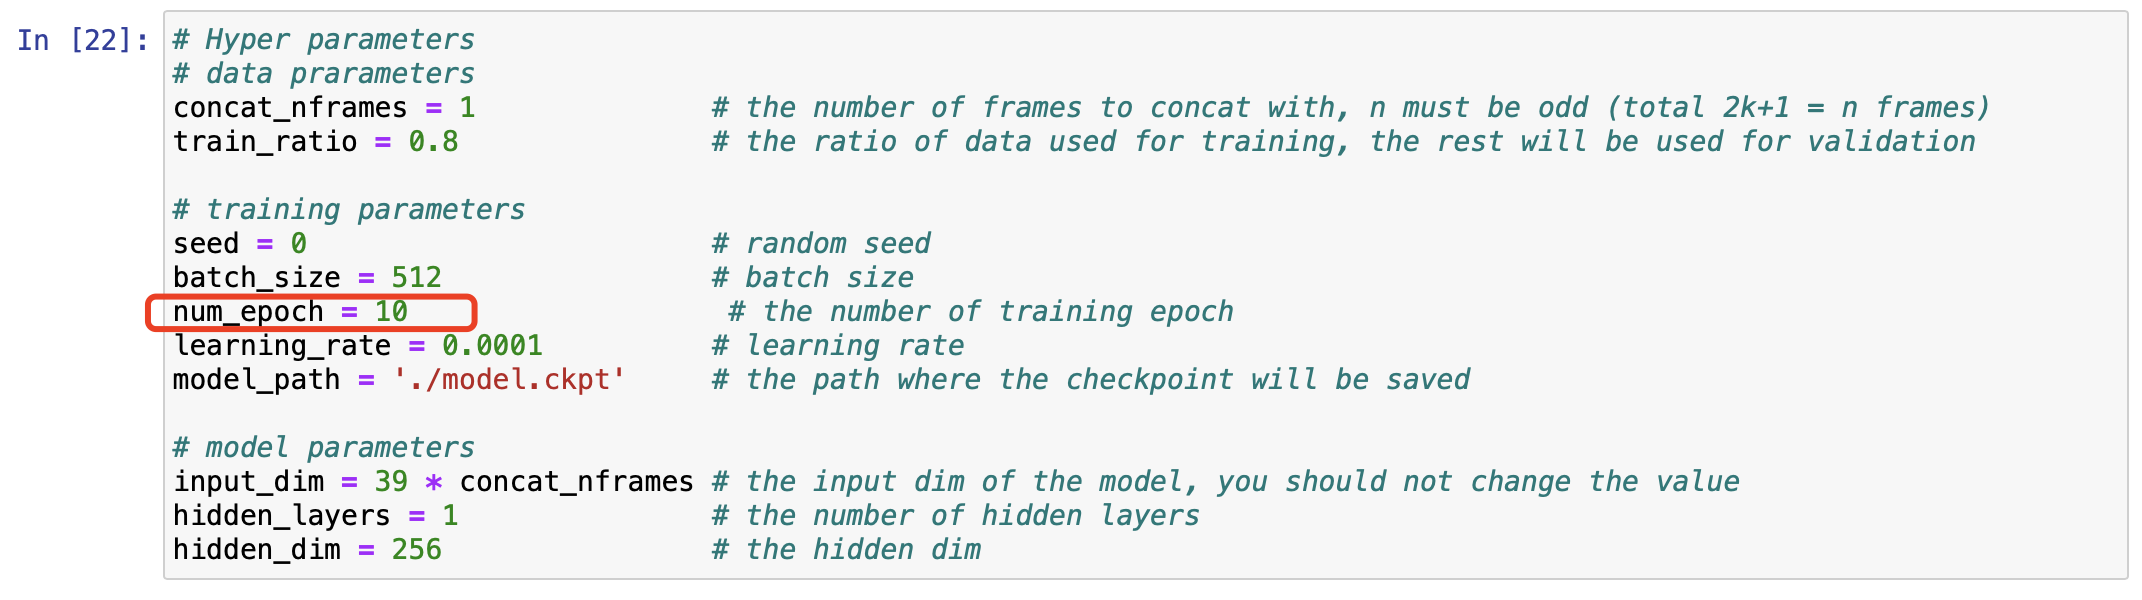 In [22]:
# Hyper parameters
# data prarameters
concat_nframes = 1              # the number of frames to concat with, n must be odd (total 2k+1 = n frames)
train_ratio = 0.8               # the ratio of data used for training, the rest will be used for validation
# training parameters
seed = 0                        # random seed
batch_size = 512                # batch size
num_epoch = 10                   # the number of training epoch
learning_rate = 0.0001          # learning rate
model_path = './model.ckpt'     # the path where the checkpoint will be saved
# model parameters
input_dim = 39 * concat_nframes # the input dim of the model, you should not change the value
hidden_layers = 1               # the number of hidden layers
hidden_dim = 256                # the hidden dim